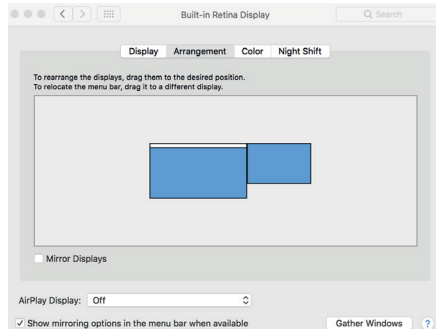 Built-in Retina Display
Search
Display Arrangement Color Night Shift
To rearrange the displays, drag them to the desired position.
To relocate the menu bar, drag it to a different display.
Mirror Displays
AirPlay Display: Off
Show mirroring options in the menu bar when available
Gather Windows ?